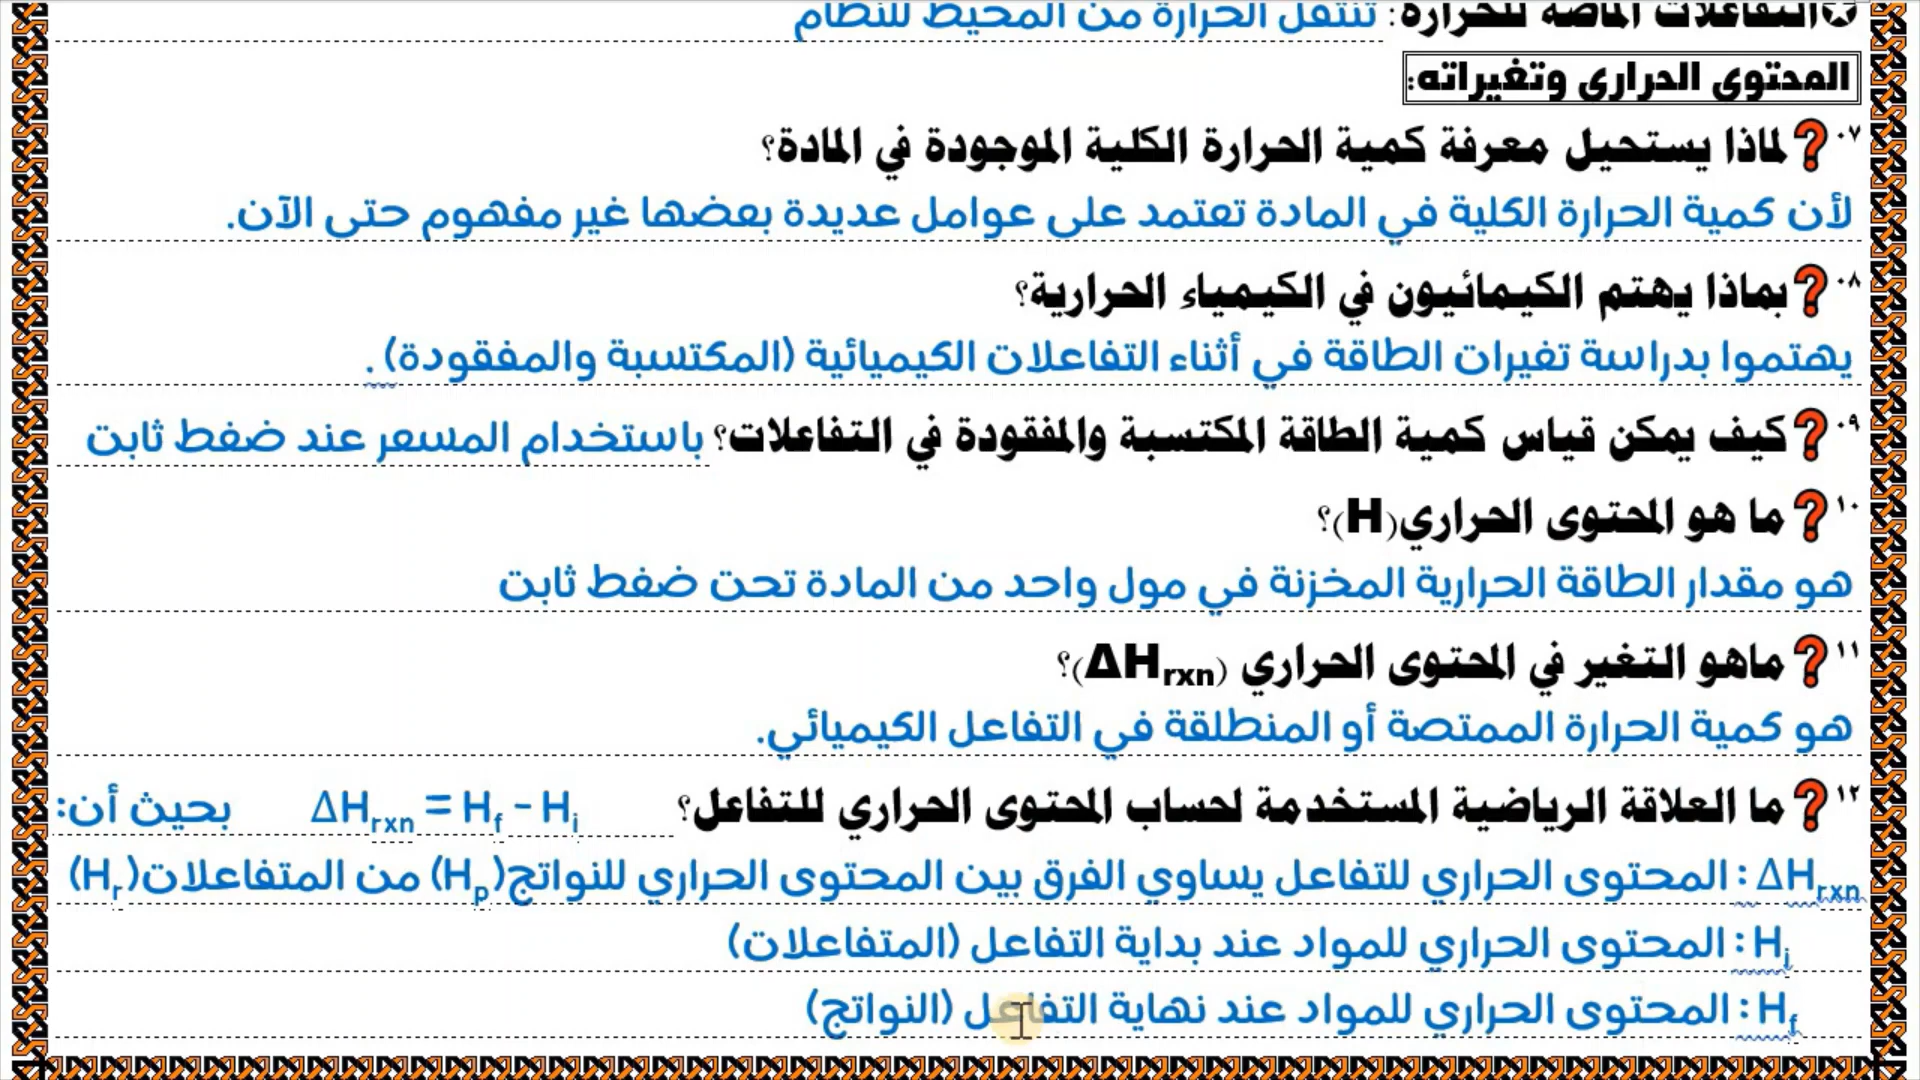 ✪التفاعلات الماصة للحرارة: تنتقل الحرارة من المحيط للنظام
المحتوى الحراري وتغيراته:
٠٧ ❓لماذا يستحيل معرفة كمية الحرارة الكلية الموجودة في المادة؟
لأن كمية الحرارة الكلية في المادة تعتمد على عوامل عديدة بعضها غير مفهوم حتى الآن.
٠٨ ❓بماذا يهتم الكيمائيون في الكيمياء الحرارية؟
يهتموا بدراسة تغيرات الطاقة في أثناء التفاعلات الكيميائية (المكتسبة والمفقودة) .
٠٩ ❓كيف يمكن قياس كمية الطاقة المكتسبة والمفقودة في التفاعلات؟ باستخدام المسعر عند ضغط ثابت
١٠ ❓ما هو المحتوى الحراري(H)؟
هو مقدار الطاقة الحرارية المخزنة في مول واحد من المادة تحت ضغط ثابت
١١ ❓ماهو التغير في المحتوى الحراري (ΔHrxn)؟
هو كمية الحرارة الممتصة أو المنطلقة في التفاعل الكيميائي.
١٢ ❓ما العلاقة الرياضية المستخدمة لحساب المحتوى الحراري للتفاعل؟ ΔHrxn = Hf - Hi بحيث أن:
ΔHrxn : المحتوى الحراري للتفاعل يساوي الفرق بين المحتوى الحراري للنواتج(Hp) من المتفاعلات(Hr)
Hi : المحتوى الحراري للمواد عند بداية التفاعل (المتفاعلات)
Hf : المحتوى الحراري للمواد عند نهاية التفاعل (النواتج)